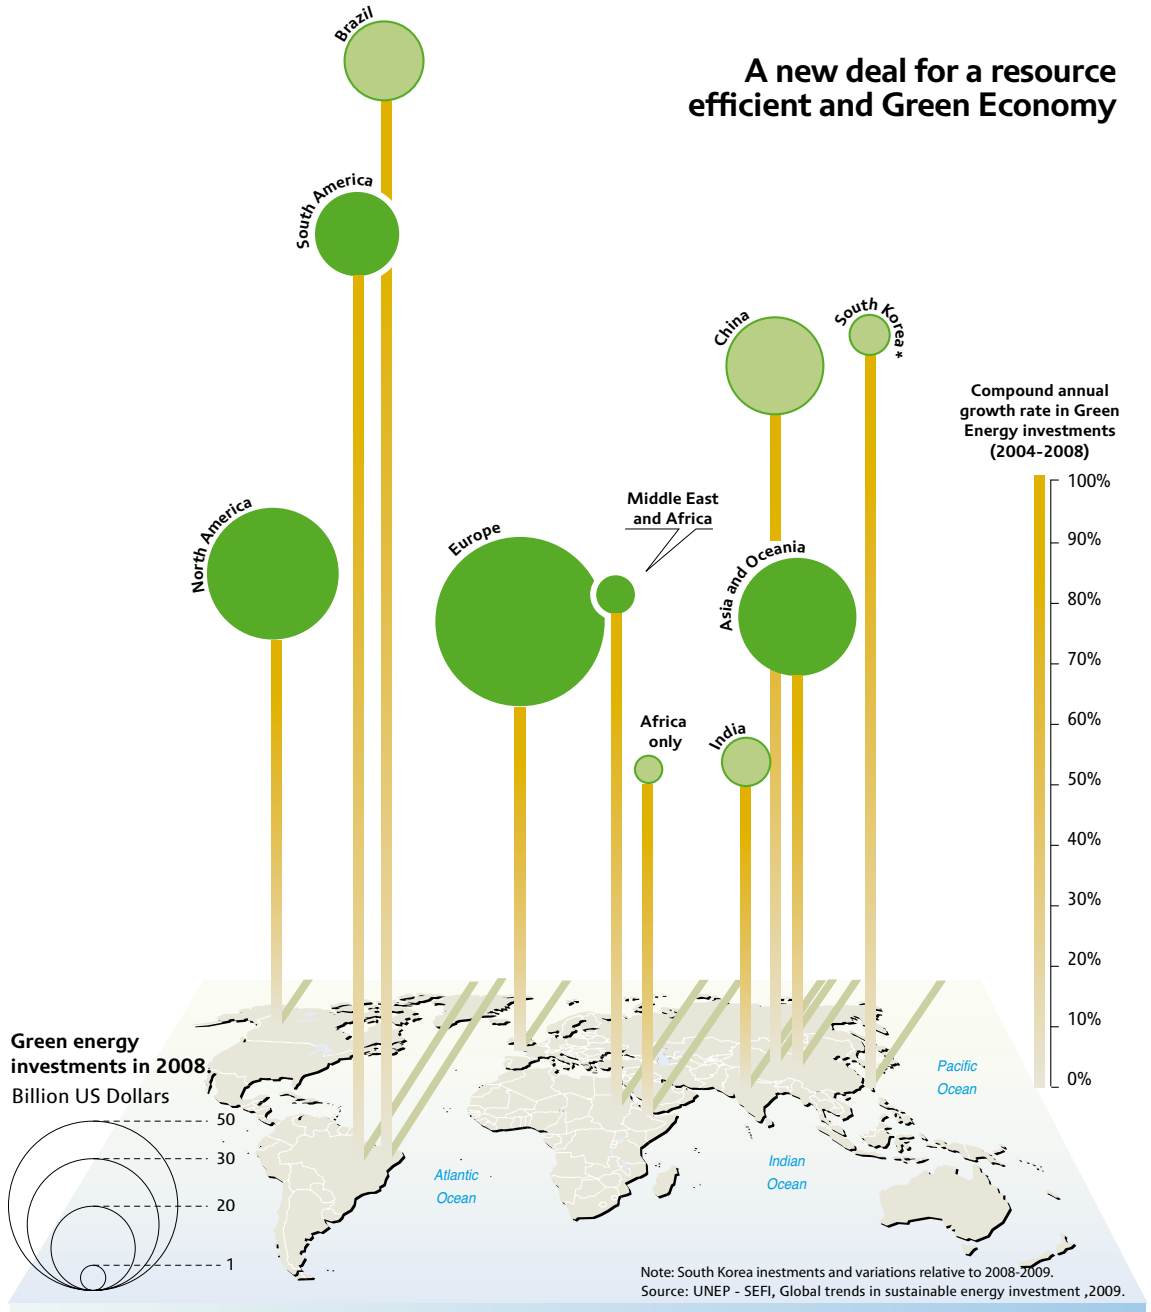 A new deal for a resource
efficient and Green Economy
Brazil
South America
China
South Korea *
North America
Europe
Middle East
and Africa
Asia and Oceania
Africa
only
India
Compound annual
growth rate in Green
Energy investments
(2004-2008)
100%
90%
80%
70%
60%
50%
40%
30%
20%
10%
0%
Green energy
investments in 2008.
Billion US Dollars
50
30
20
1
Pacific
Ocean
Atlantic
Ocean
Indian
Ocean
Note: South Korea inestments and variations relative to 2008-2009.
Source: UNEP - SEFI, Global trends in sustainable energy investment ,2009.